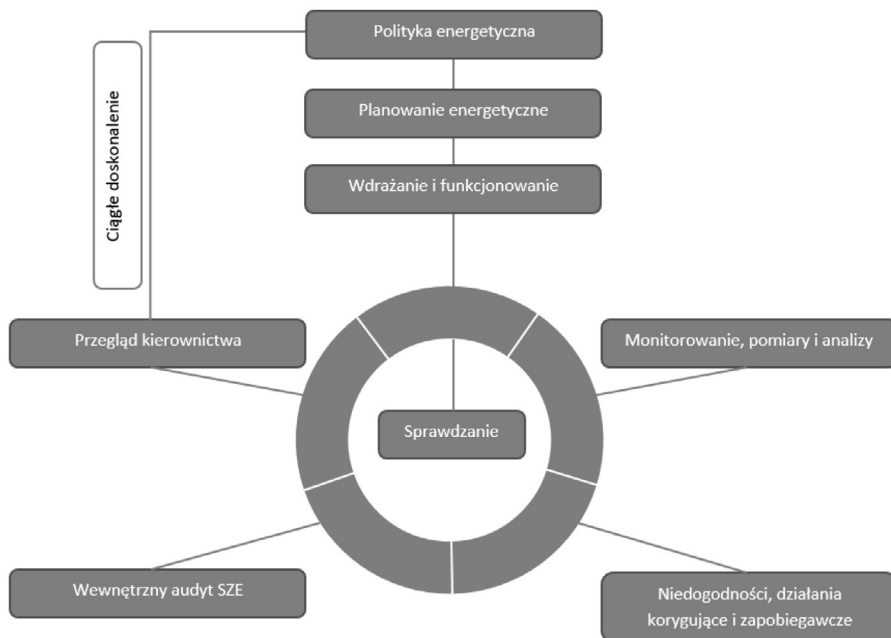 Polityka energetyczna
Planowanie energetyczne
Wdrażanie i funkcjonowanie
Ciągłe doskonalenie
Przegląd kierownictwa
Monitorowanie, pomiary i analizy
Sprawdzanie
Wewnętrzny audyt SZE
Niedogodności, działania
korygujące i zapobiegawcze